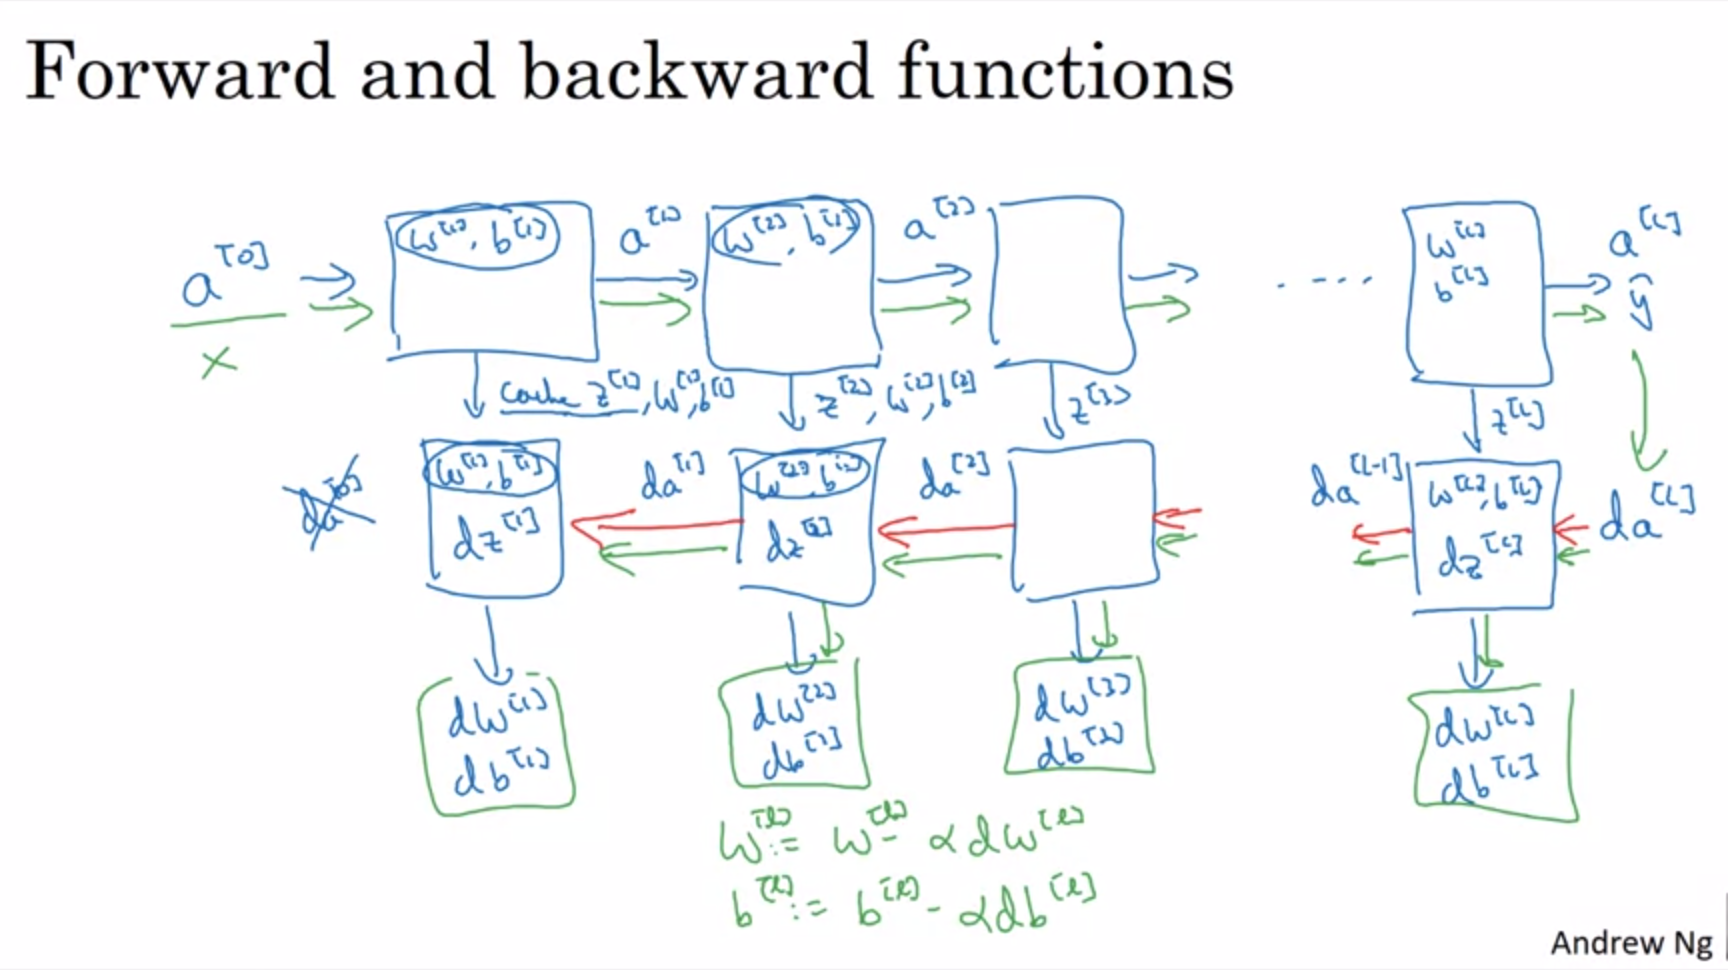 Forward and backward functions
a^[0] w^[1], b^[1] a^[1] w^[2], b^[2] a^[2] .... w^[L] b^[L] a^[L] ŷ
X
cache z^[1], W^[1], b^[1] z^[2], W^[2], b^[2] z^[3] z^[L]
da^[0] w^[1], b^[1] da^[1] w^[2], b^[2] da^[2] da^[L-1] w^[L], b^[L] da^[L]
dz^[1] dz^[2] dz^[L]
dw^[1] dw^[2] dw^[3] dw^[L]
db^[1] db^[2] db^[3] db^[L]
W^[l] := W^[l] - αdw^[l]
b^[l] := b^[l] - αdb^[l]
Andrew Ng